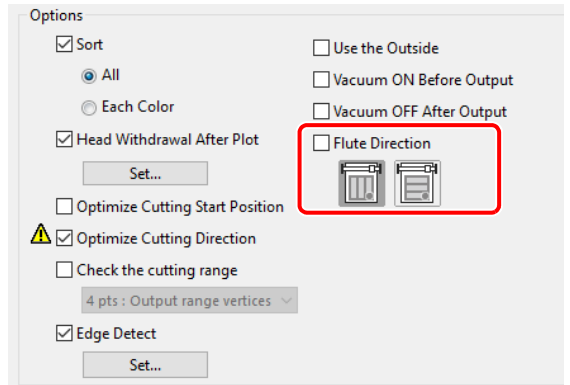 Options
Sort
All
Each Color
Head Withdrawal After Plot
Set...
Optimize Cutting Start Position
Optimize Cutting Direction
Check the cutting range
4 pts : Output range vertices
Edge Detect
Set...
Use the Outside
Vacuum ON Before Output
Vacuum OFF After Output
Flute Direction